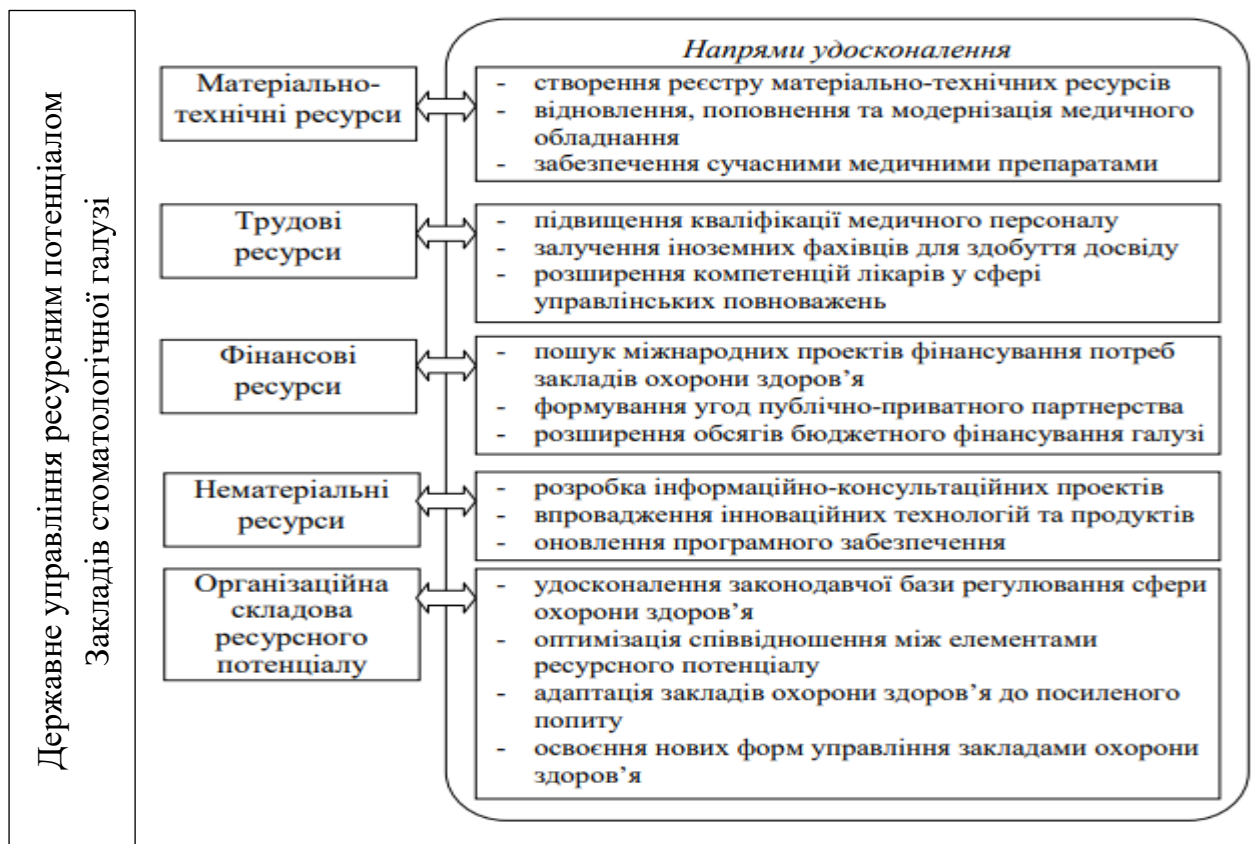 Державне управління ресурсним потенціалом
Закладів стоматологічної галузі
Напрями удосконалення
Матеріально-
технічні ресурси
- створення реєстру матеріально-технічних ресурсів
- відновлення, поповнення та модернізація медичного
обладнання
- забезпечення сучасними медичними препаратами
Трудові
ресурси
- підвищення кваліфікації медичного персоналу
- залучення іноземних фахівців для здобуття досвіду
- розширення компетенцій лікарів у сфері
управлінських повноважень
Фінансові
ресурси
- пошук міжнародних проектів фінансування потреб
закладів охорони здоров’я
- формування угод публічно-приватного партнерства
- розширення обсягів бюджетного фінансування галузі
Нематеріальні
ресурси
- розробка інформаційно-консультаційних проектів
- впровадження інноваційних технологій та продуктів
- оновлення програмного забезпечення
Організаційна
складова
ресурсного
потенціалу
- удосконалення законодавчої бази регулювання сфери
охорони здоров’я
- оптимізація співвідношення між елементами
ресурсного потенціалу
- адаптація закладів охорони здоров’я до посиленого
попиту
- освоєння нових форм управління закладами охорони
здоров’я